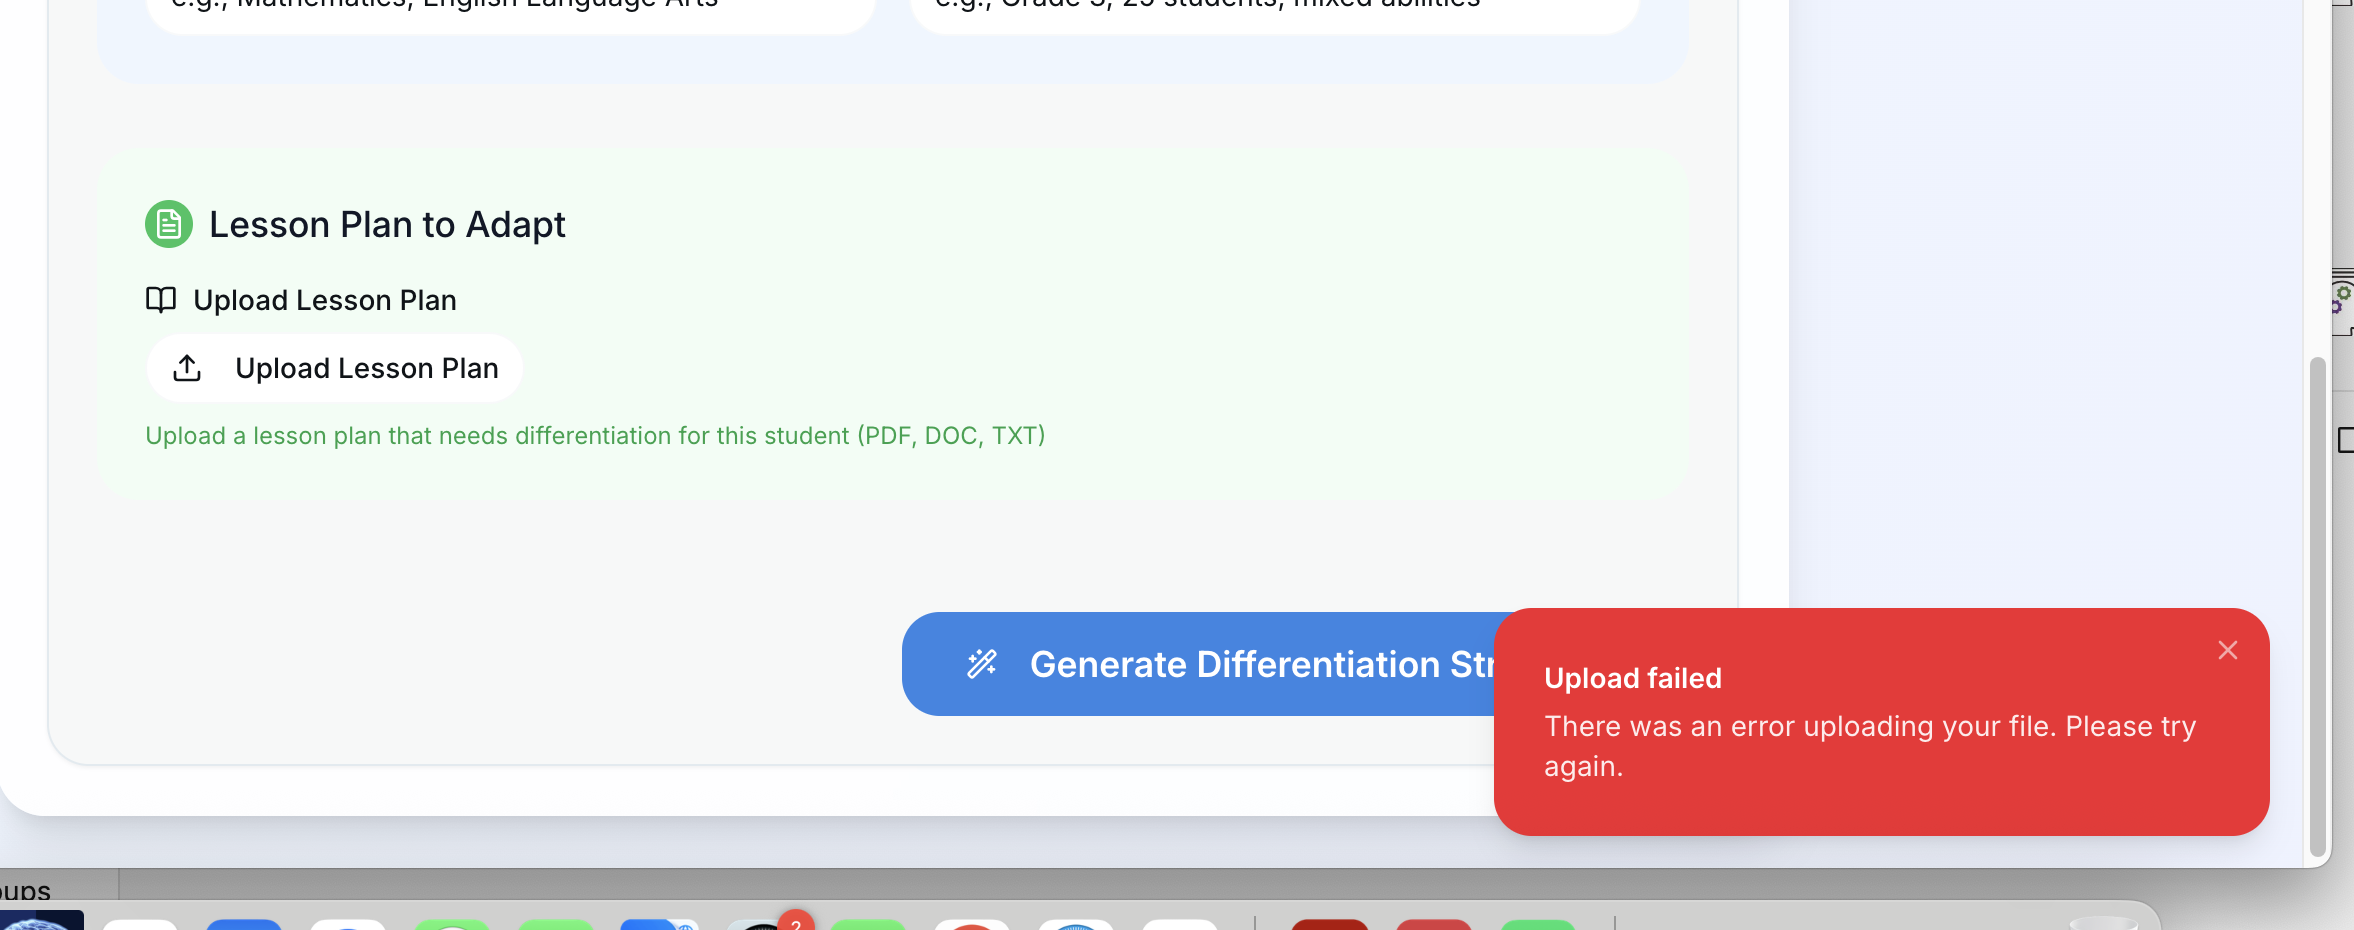 e.g., Mathematics, English Language Arts
e.g., Grade 5, 25 students, mixed abilities
Lesson Plan to Adapt
Upload Lesson Plan
Upload Lesson Plan
Upload a lesson plan that needs differentiation for this student (PDF, DOC, TXT)
Generate Differentiation Str
Upload failed
There was an error uploading your file. Please try
again.
oups
2